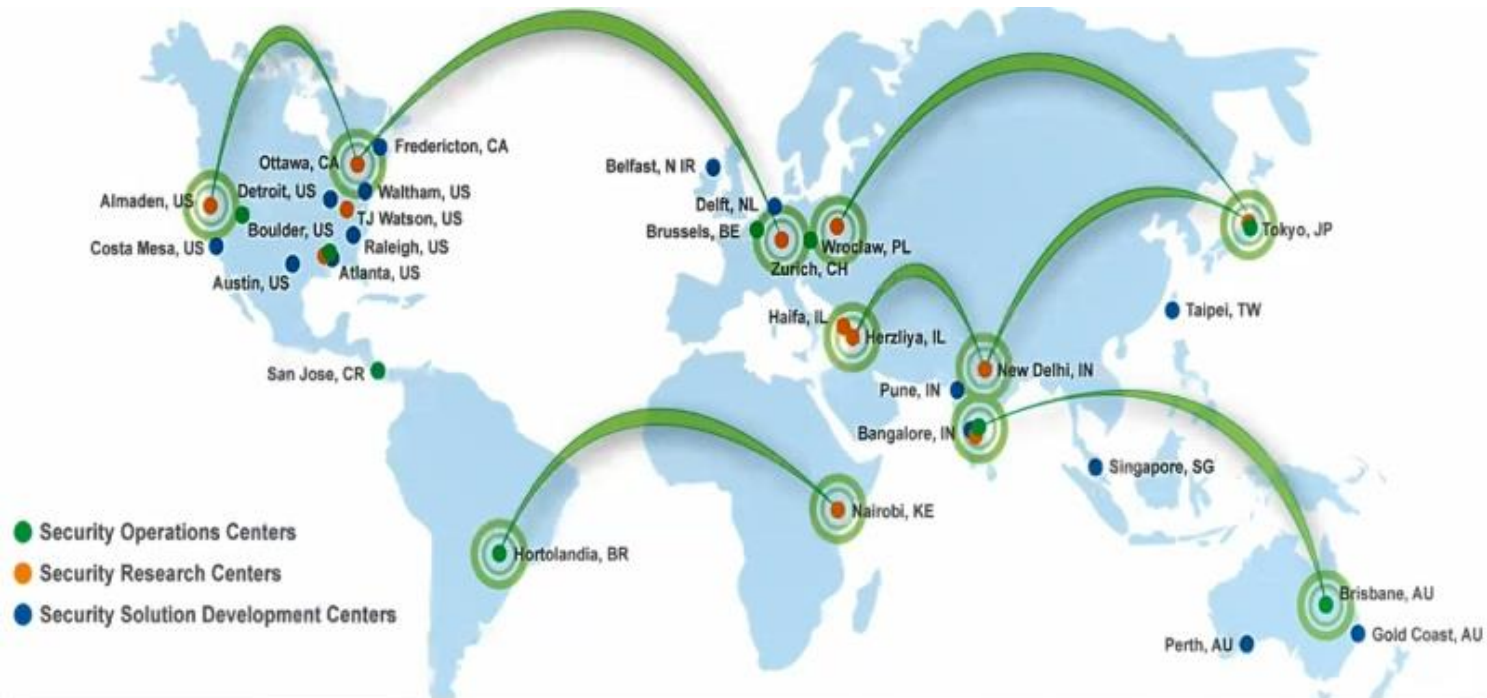 Fredericton, CA
Ottawa, CA
Belfast, N IR
Detroit, US
Waltham, US
Almaden, US
Delft, NL
TJ Watson, US
Boulder, US
Brussels, BE
Wroclaw, PL
Tokyo, JP
Costa Mesa, US
Raleigh, US
Zurich, CH
Atlanta, US
Austin, US
Haifa, IL
Taipei, TW
Herzliya, IL
San Jose, CR
New Delhi, IN
Pune, IN
Bangalore, IN
Singapore, SG
Nairobi, KE
Hortolandia, BR
Brisbane, AU
Gold Coast, AU
Perth, AU
Security Operations Centers
Security Research Centers
Security Solution Development Centers